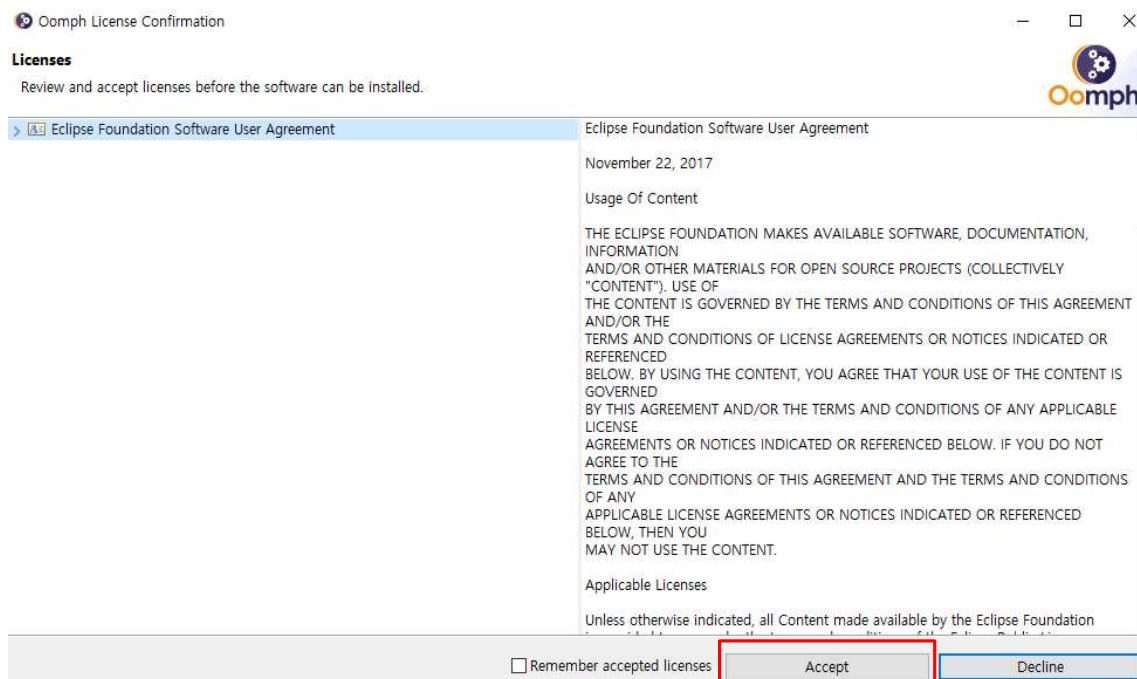 Oomph License Confirmation
Licenses
Review and accept licenses before the software can be installed.
Oomph
Eclipse Foundation Software User Agreement
Eclipse Foundation Software User Agreement
November 22, 2017
Usage Of Content
THE ECLIPSE FOUNDATION MAKES AVAILABLE SOFTWARE, DOCUMENTATION,
INFORMATION
AND/OR OTHER MATERIALS FOR OPEN SOURCE PROJECTS (COLLECTIVELY
"CONTENT"). USE OF
THE CONTENT IS GOVERNED BY THE TERMS AND CONDITIONS OF THIS AGREEMENT
AND/OR THE
TERMS AND CONDITIONS OF LICENSE AGREEMENTS OR NOTICES INDICATED OR
REFERENCED
BELOW. BY USING THE CONTENT, YOU AGREE THAT YOUR USE OF THE CONTENT IS
GOVERNED
BY THIS AGREEMENT AND/OR THE TERMS AND CONDITIONS OF ANY APPLICABLE
LICENSE
AGREEMENTS OR NOTICES INDICATED OR REFERENCED BELOW. IF YOU DO NOT
AGREE TO THE
TERMS AND CONDITIONS OF THIS AGREEMENT AND THE TERMS AND CONDITIONS
OF ANY
APPLICABLE LICENSE AGREEMENTS OR NOTICES INDICATED OR REFERENCED
BELOW, THEN YOU
MAY NOT USE THE CONTENT.
Applicable Licenses
Unless otherwise indicated, all Content made available by the Eclipse Foundation
Remember accepted licenses
Accept
Decline